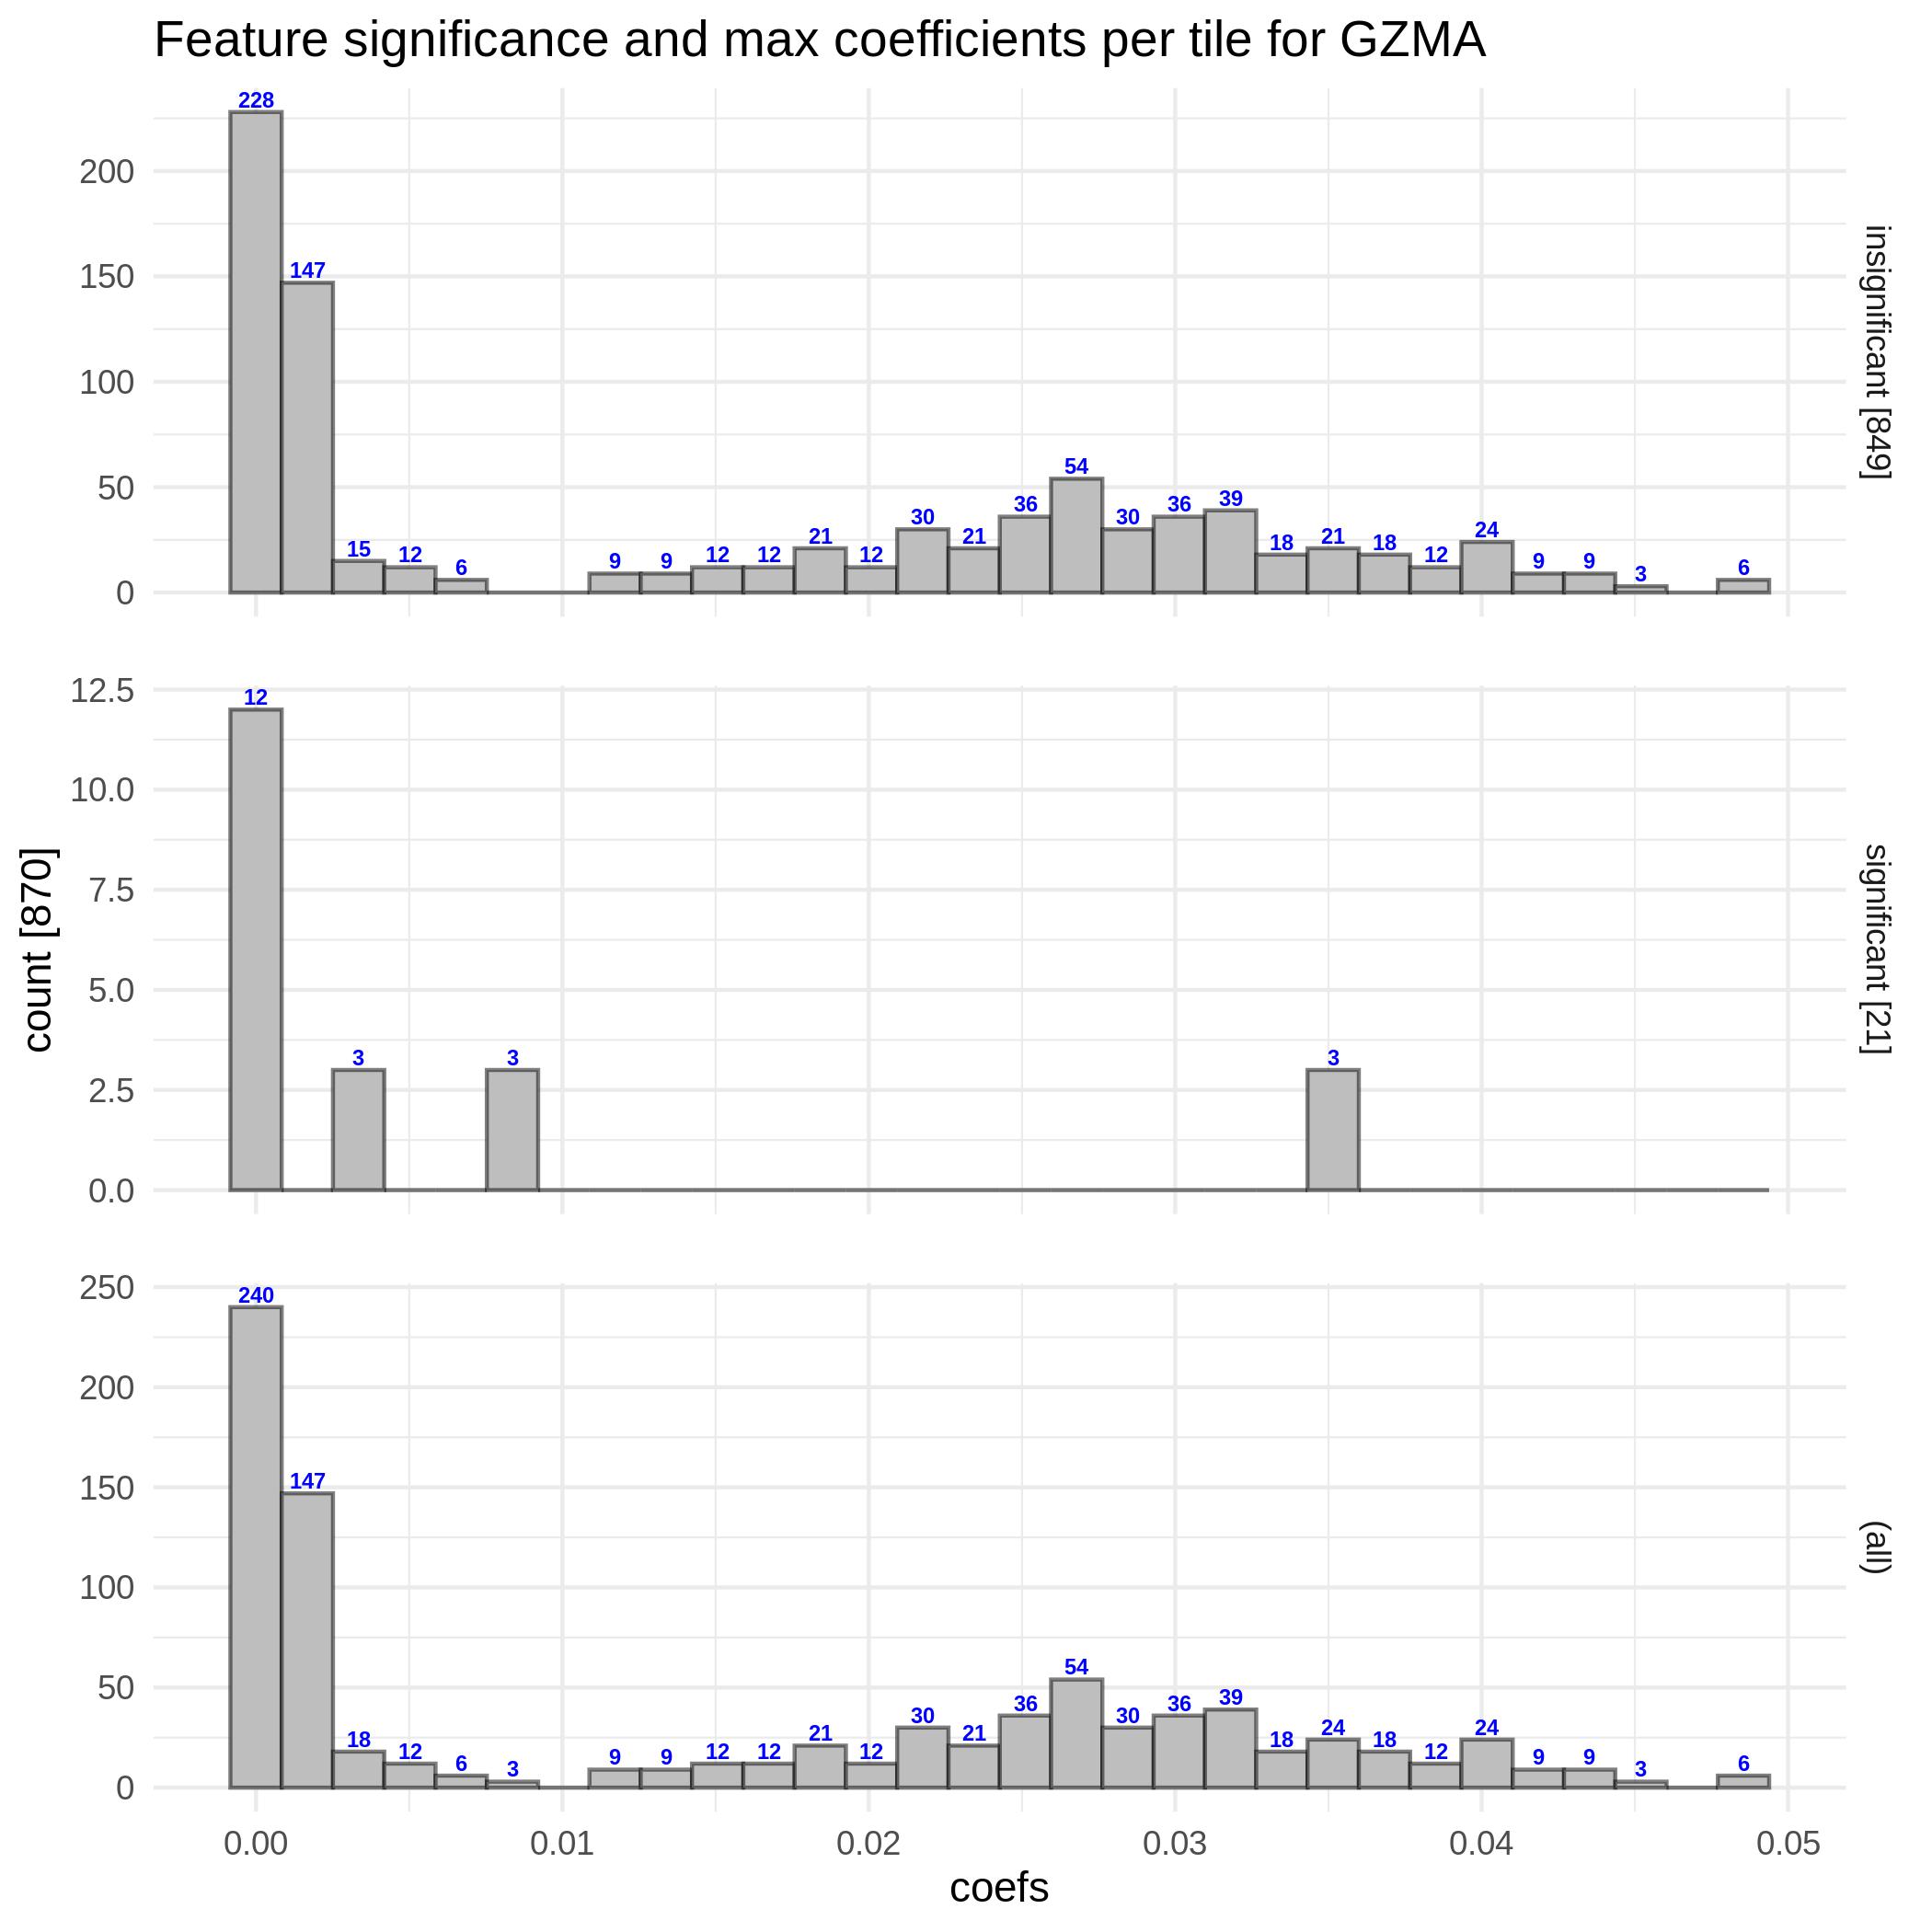 Feature significance and max coefficients per tile for GZMA
228
200
147
150
100
50
15 12 6 9 9 12 12 21 12 30 21 36 54 30 36 39 18 21 18 12 24 9 9 3 6
0
insignificant [849]
12.5
12
10.0
7.5
5.0
3 3 3
2.5
0.0
significant [21]
count [870]
250
240
200
150
147
100
50
18 12 6 3 9 9 12 12 21 12 30 21 36 54 30 36 39 18 24 18 12 24 9 9 3 6
0
(all)
0.00 0.01 0.02 0.03 0.04 0.05
coefs